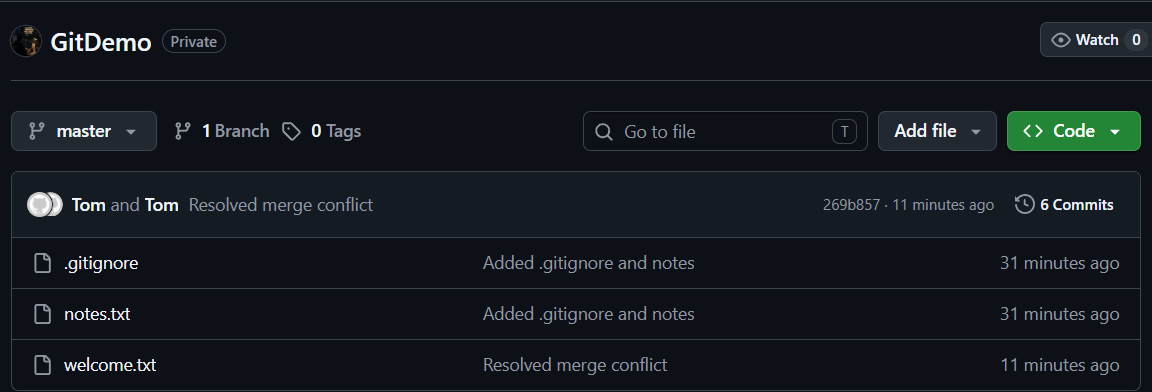 GitDemo Private Watch 0
master 1 Branch 0 Tags Go to file T Add file Code
Tom and Tom Resolved merge conflict 269b857 · 11 minutes ago 6 Commits
.gitignore Added .gitignore and notes 31 minutes ago
notes.txt Added .gitignore and notes 31 minutes ago
welcome.txt Resolved merge conflict 11 minutes ago